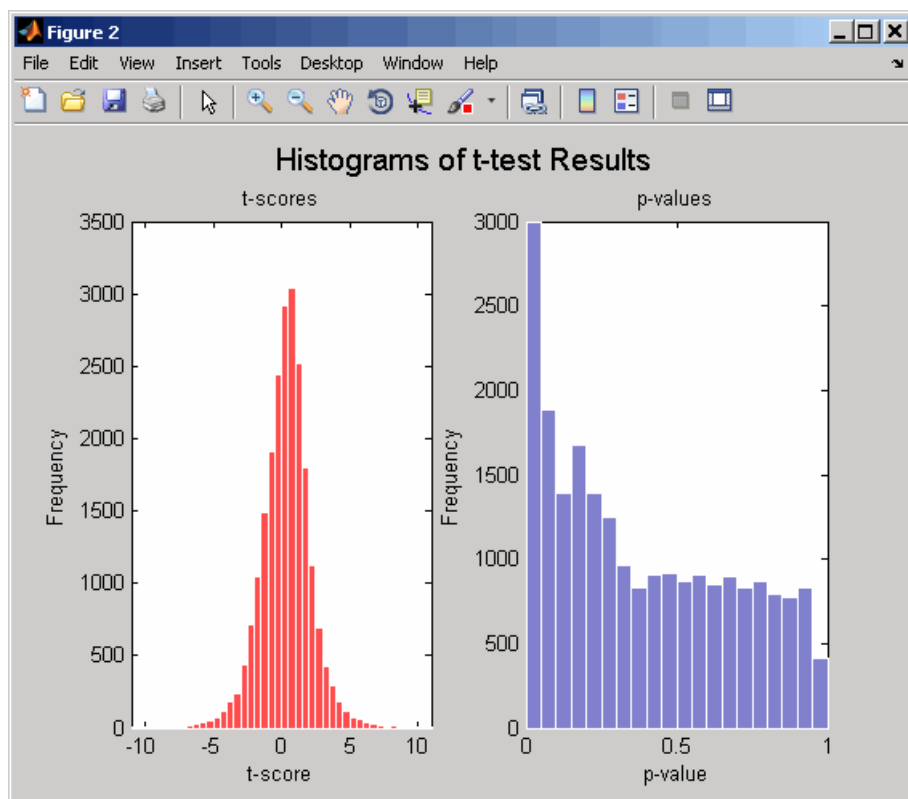 Figure 2
File Edit View Insert Tools Desktop Window Help
Histograms of t-test Results
t-scores
3500
3000
2500
2000
1500
1000
500
0
Frequency
-10 -5 0 5 10
t-score
p-values
3000
2500
2000
1500
1000
500
0
Frequency
0 0.5 1
p-value